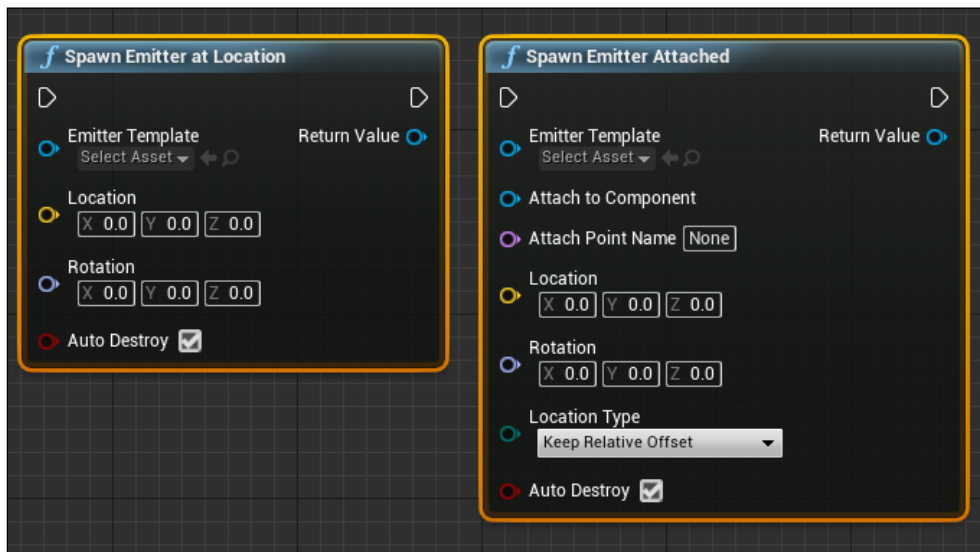 f Spawn Emitter at Location
Emitter Template Return Value
Select Asset
Location
X 0.0 Y 0.0 Z 0.0
Rotation
X 0.0 Y 0.0 Z 0.0
Auto Destroy
f Spawn Emitter Attached
Emitter Template Return Value
Select Asset
Attach to Component
Attach Point Name None
Location
X 0.0 Y 0.0 Z 0.0
Rotation
X 0.0 Y 0.0 Z 0.0
Location Type
Keep Relative Offset
Auto Destroy